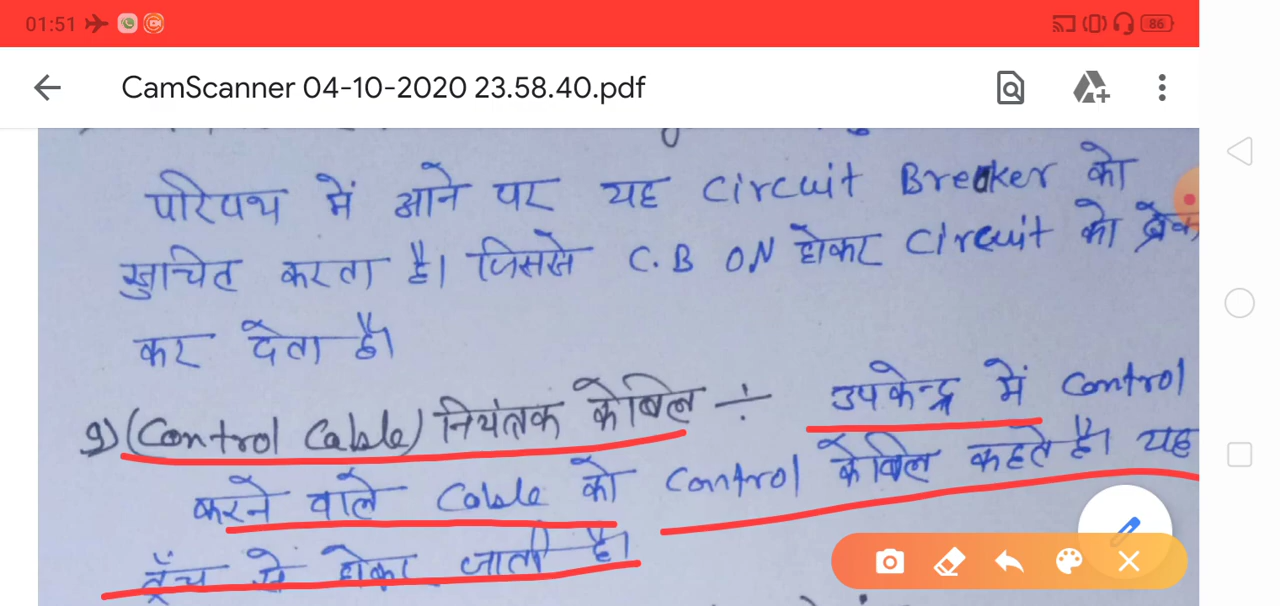 01:51
86
CamScanner 04-10-2020 23.58.40.pdf
परिपथ में आने पर यह Circuit Breaker को
सुचित करता है। जिससे C.B ON होकर Circuit को ब्रेक
कर देता है।
9) (Control Cable) नियंत्रक केबिल ÷ उपकेन्द्र में Control
करने वाले Cable को Control केबिल कहते है। यह
ट्रेंच से होकर जाती है।